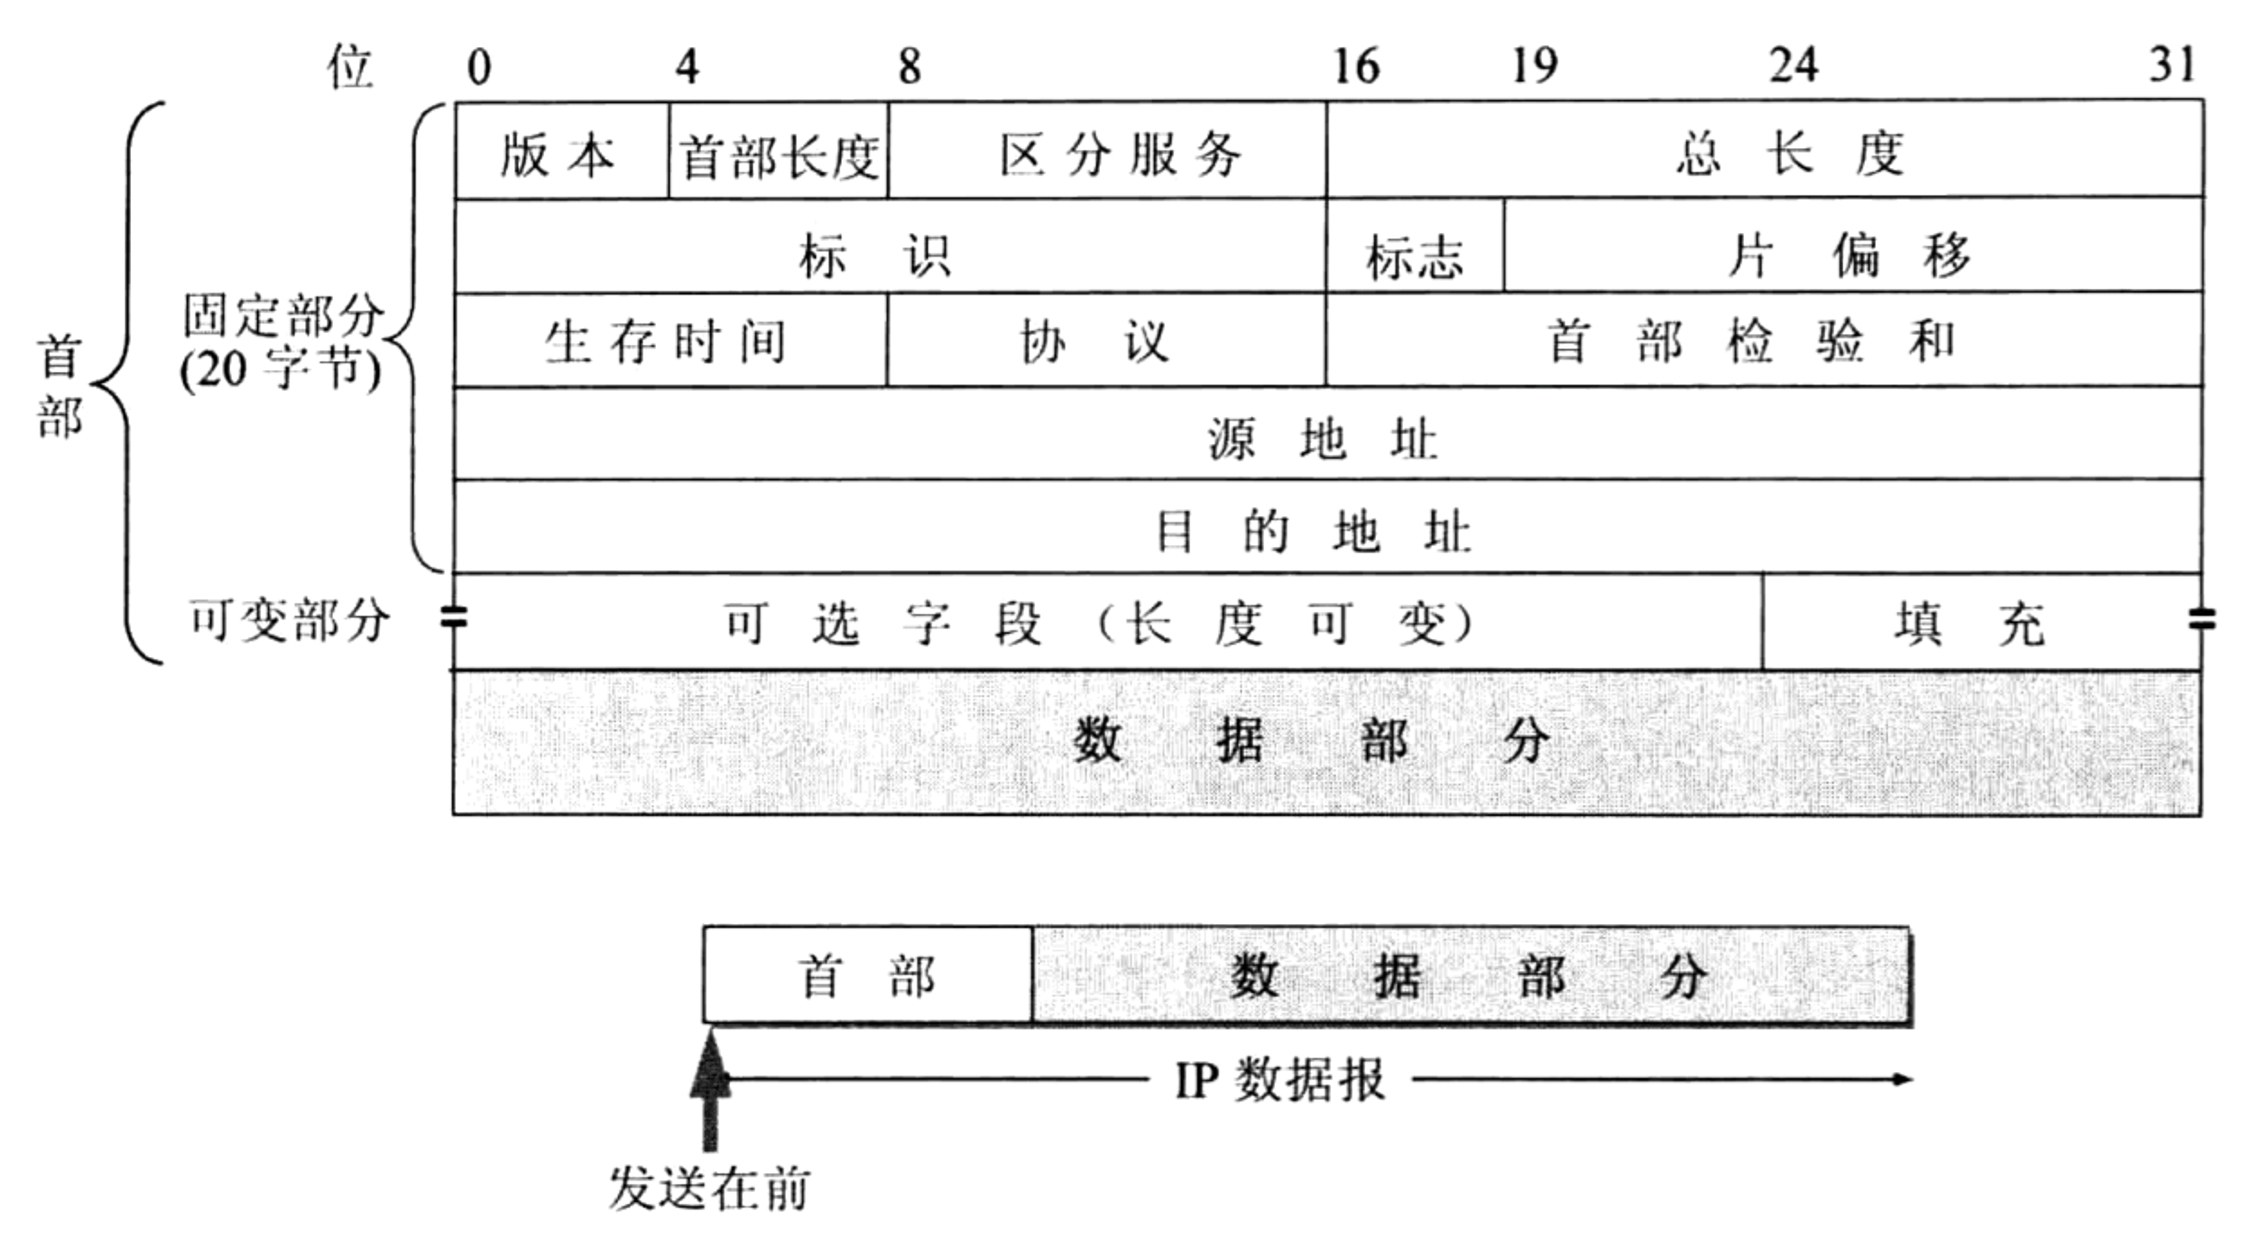 位 0 4 8 16 19 24 31
版本 首部长度 区分服务 总长度
标识 标志 片偏移
固定部分
(20 字节)
首部
生存时间 协议 首部检验和
源地址
目的地址
可变部分 可选字段（长度可变） 填充
数据部分
首部 数据部分
IP 数据报
发送在前